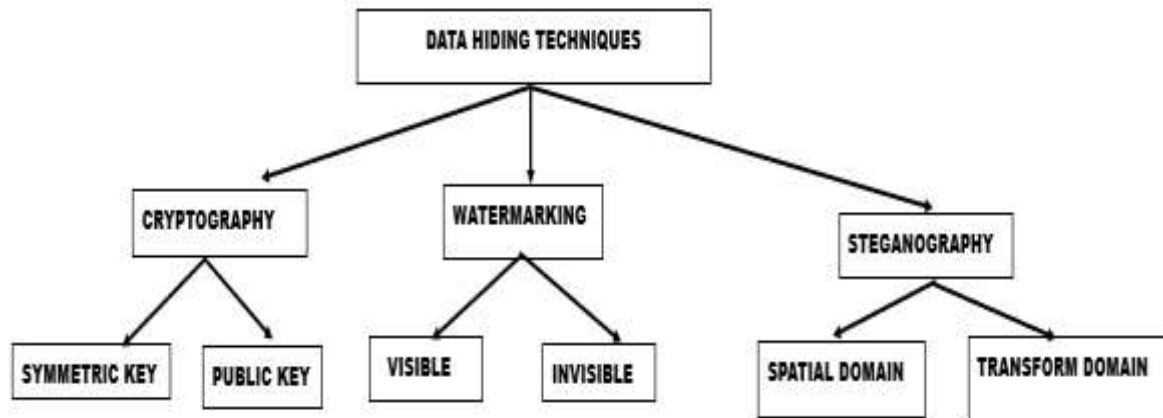 DATA HIDING TECHNIQUES
CRYPTOGRAPHY
WATERMARKING
STEGANOGRAPHY
SYMMETRIC KEY
PUBLIC KEY
VISIBLE
INVISIBLE
SPATIAL DOMAIN
TRANSFORM DOMAIN